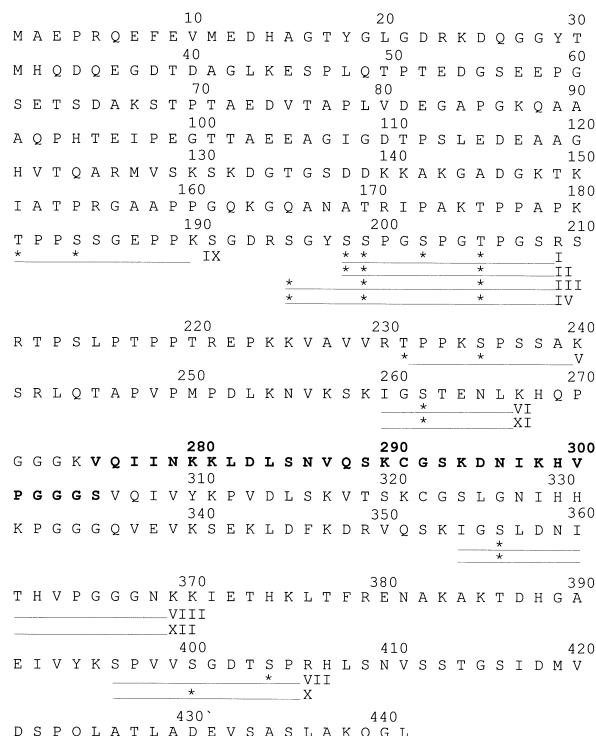 10 20 30
M A E P R Q E F E V M E D H A G T Y G L G D R K D Q G G Y T
40 50 60
M H Q D Q E G D T D A G L K E S P L Q T P T E D G S E E P G
70 80 90
S E T S D A K S T P T A E D V T A P L V D E G A P G K Q A A
100 110 120
A Q P H T E I P E G T T A E E A G I G D T P S L E D E A A G
130 140 150
H V T Q A R M V S K S K D G T G S D D K K A K G A D G K T K
160 170 180
I A T P R G A A P P G Q K G Q A N A T R I P A K T P P A P K
190 200 210
T P P S S G E P P K S G D R S G Y S S P G S P G T P G S R S
* * IX * * * * I
* * * II
* * * III
* * * IV
220 230 240
R T P S L P T P P T R E P K K V A V V R T P P K S P S S A K
* * V
250 260 270
S R L Q T A P V P M P D L K N V K S K I G S T E N L K H Q P
* VI
* XI
280 290 300
G G G K V Q I I N K K L D L S N V Q S K C G S K D N I K H V
310 320 330
P G G G S V Q I V Y K P V D L S K V T S K C G S L G N I H H
340 350 360
K P G G G Q V E V K S E K L D F K D R V Q S K I G S L D N I
*
*
370 380 390
T H V P G G G N K K I E T H K L T F R E N A K A K T D H G A
VIII
XII
400 410 420
E I V Y K S P V V S G D T S P R H L S N V S S T G S I D M V
* VII
* X
430` 440
D S P Q L A T L A D E V S A S L A K Q G L